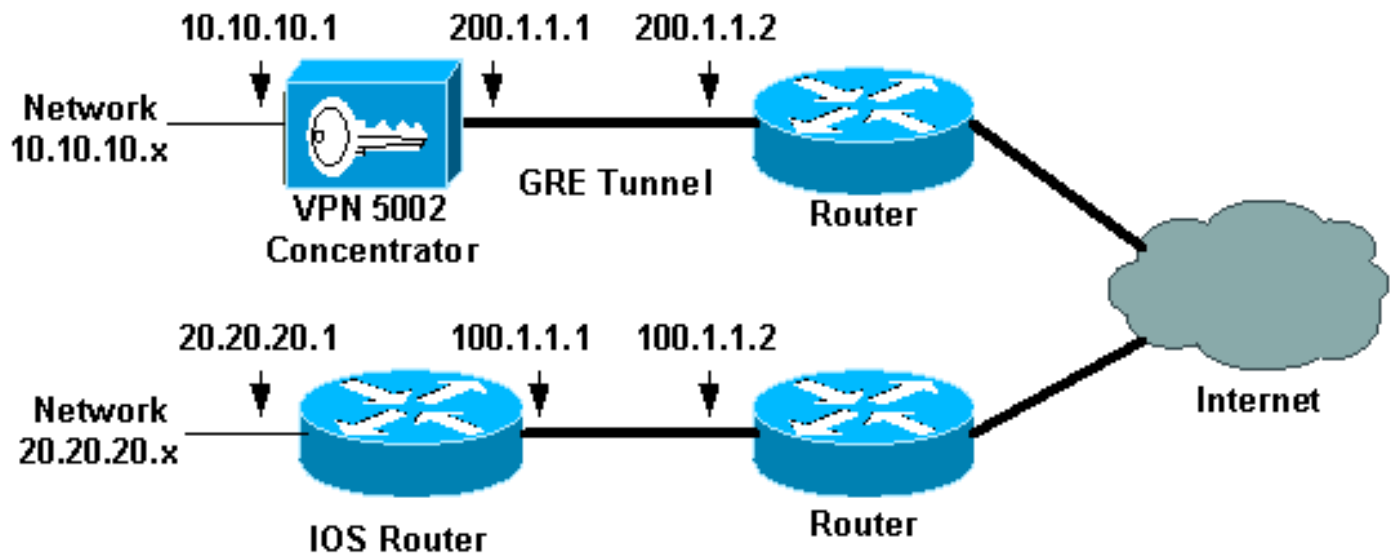 10.10.10.1 200.1.1.1 200.1.1.2
Network
10.10.10.x
GRE Tunnel
VPN 5002
Concentrator
Router
20.20.20.1 100.1.1.1 100.1.1.2
Internet
Network
20.20.20.x
IOS Router
Router